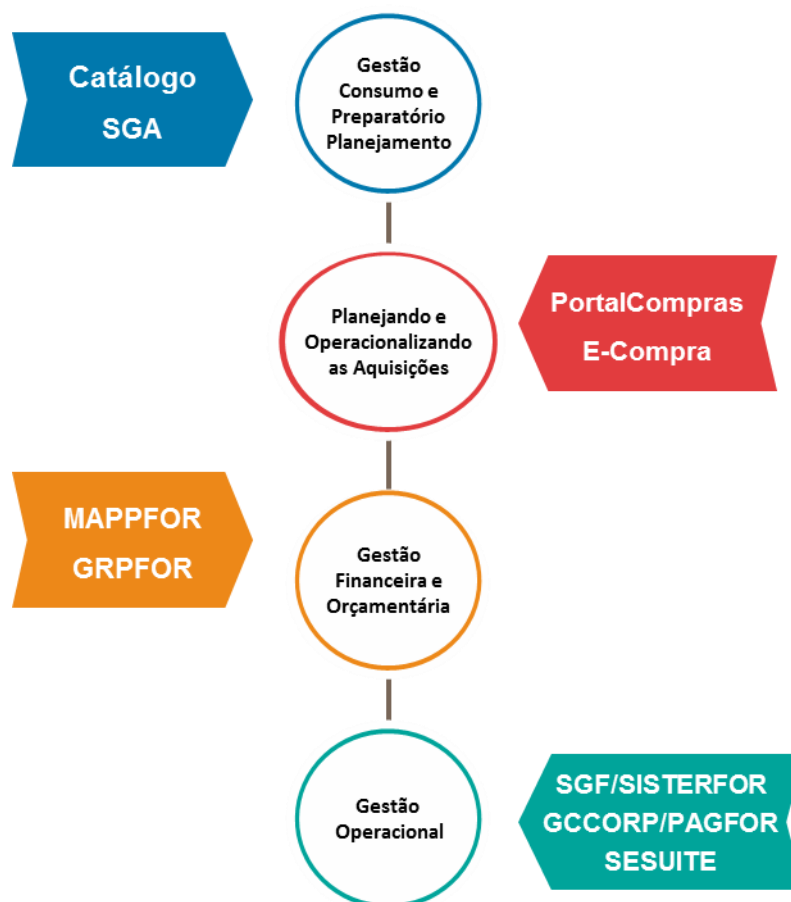 Catálogo
SGA
Gestão
Consumo e
Preparatório
Planejamento
Planejando e
Operacionalizando
as Aquisições
PortalCompras
E-Compra
MAPPFOR
GRPFOR
Gestão
Financeira e
Orçamentária
Gestão
Operacional
SGF/SISTERFOR
GCCORP/PAGFOR
SESUITE